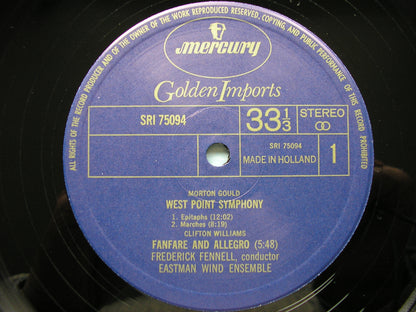 ALL RIGHTS OF THE RECORD PRODUCER AND OF THE OWNER OF THE WORK REPRODUCED RESERVED. COPYING, AND PUBLIC PERFORMANCE OF THIS RECORD PROHIBITED
mercury
Golden Imports
SRI 75094
33 1/3
STEREO
SRI 75094
MADE IN HOLLAND
1
MORTON GOULD
WEST POINT SYMPHONY
1. Epitaphs (12:02)
2. Marches (8:19)
CLIFTON WILLIAMS
FANFARE AND ALLEGRO (5:48)
FREDERICK FENNELL, conductor
EASTMAN WIND ENSEMBLE